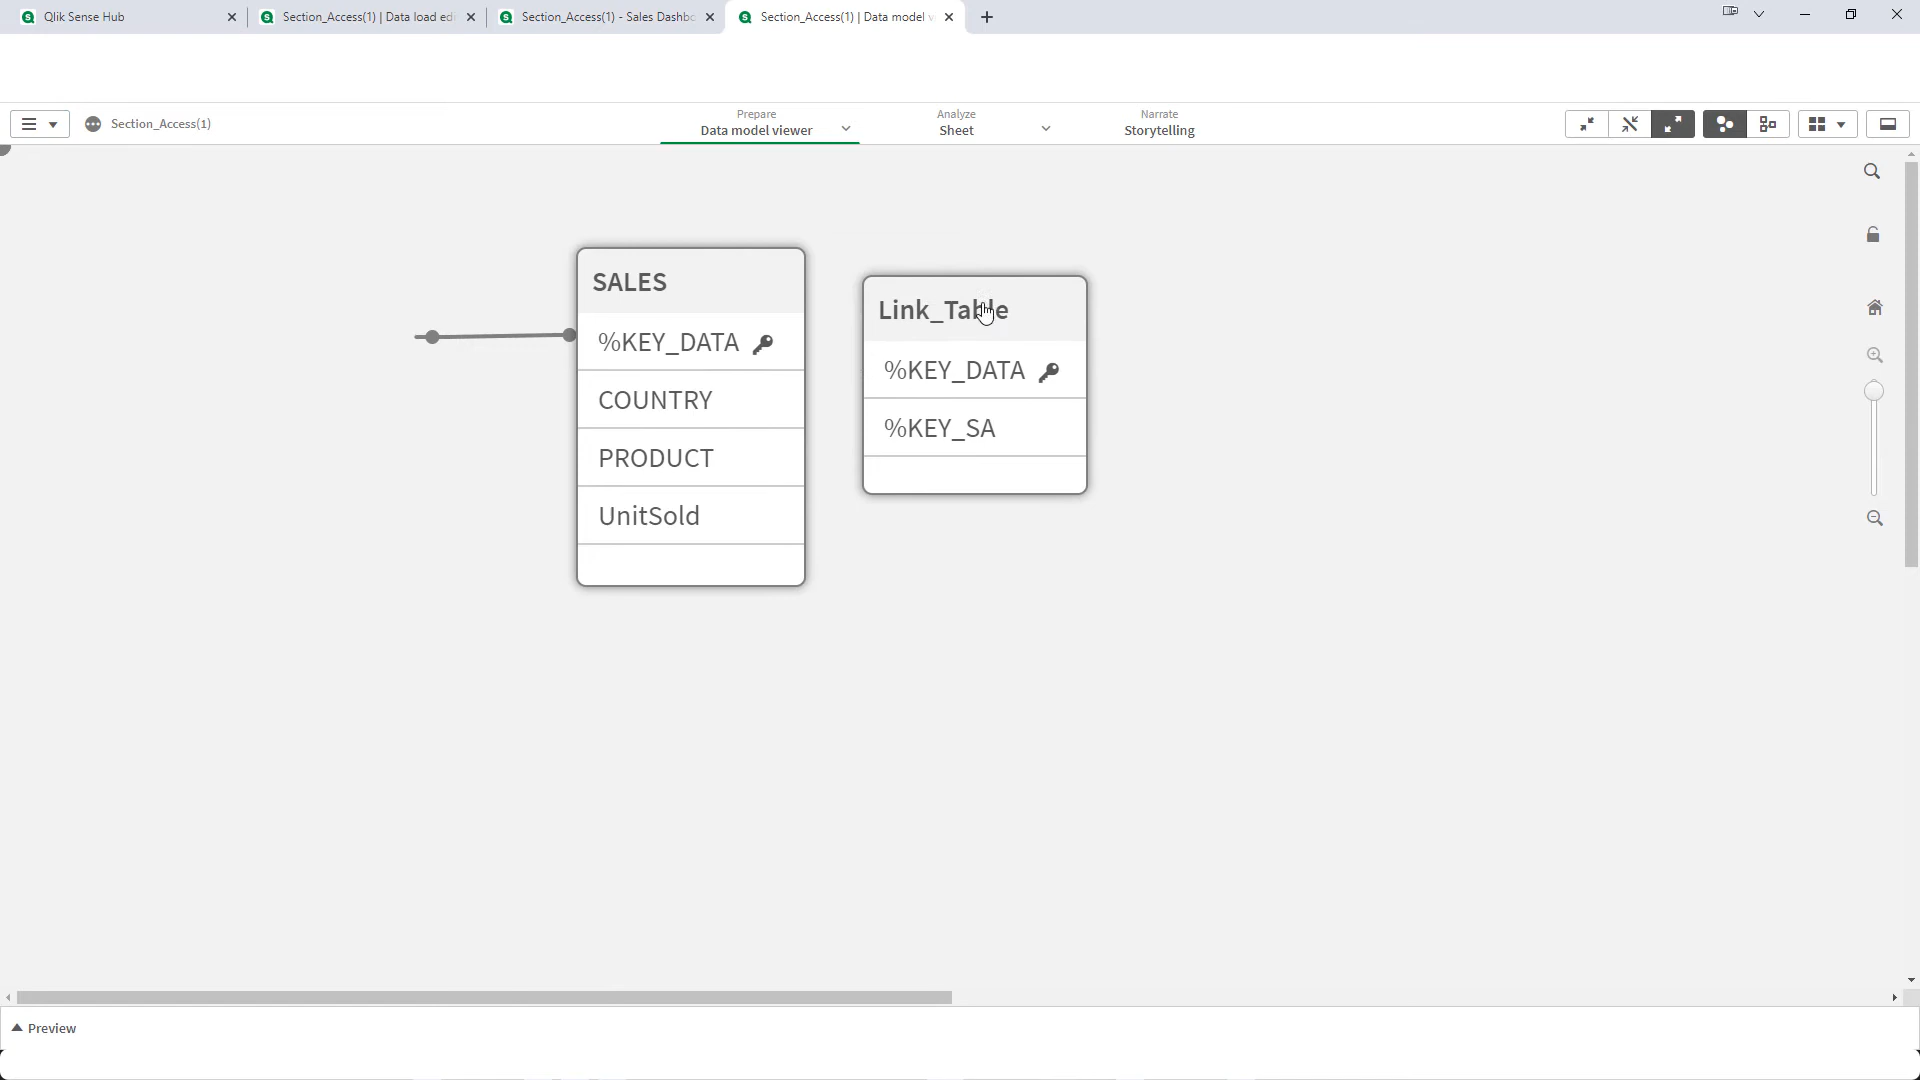 Qlik Sense Hub
Section_Access(1) | Data load edi
Section_Access(1) - Sales Dashbo
Section_Access(1) | Data model v
Section_Access(1)
Prepare
Data model viewer
Analyze
Sheet
Narrate
Storytelling
SALES
%KEY_DATA
COUNTRY
PRODUCT
UnitSold
Link_Table
%KEY_DATA
%KEY_SA
Preview